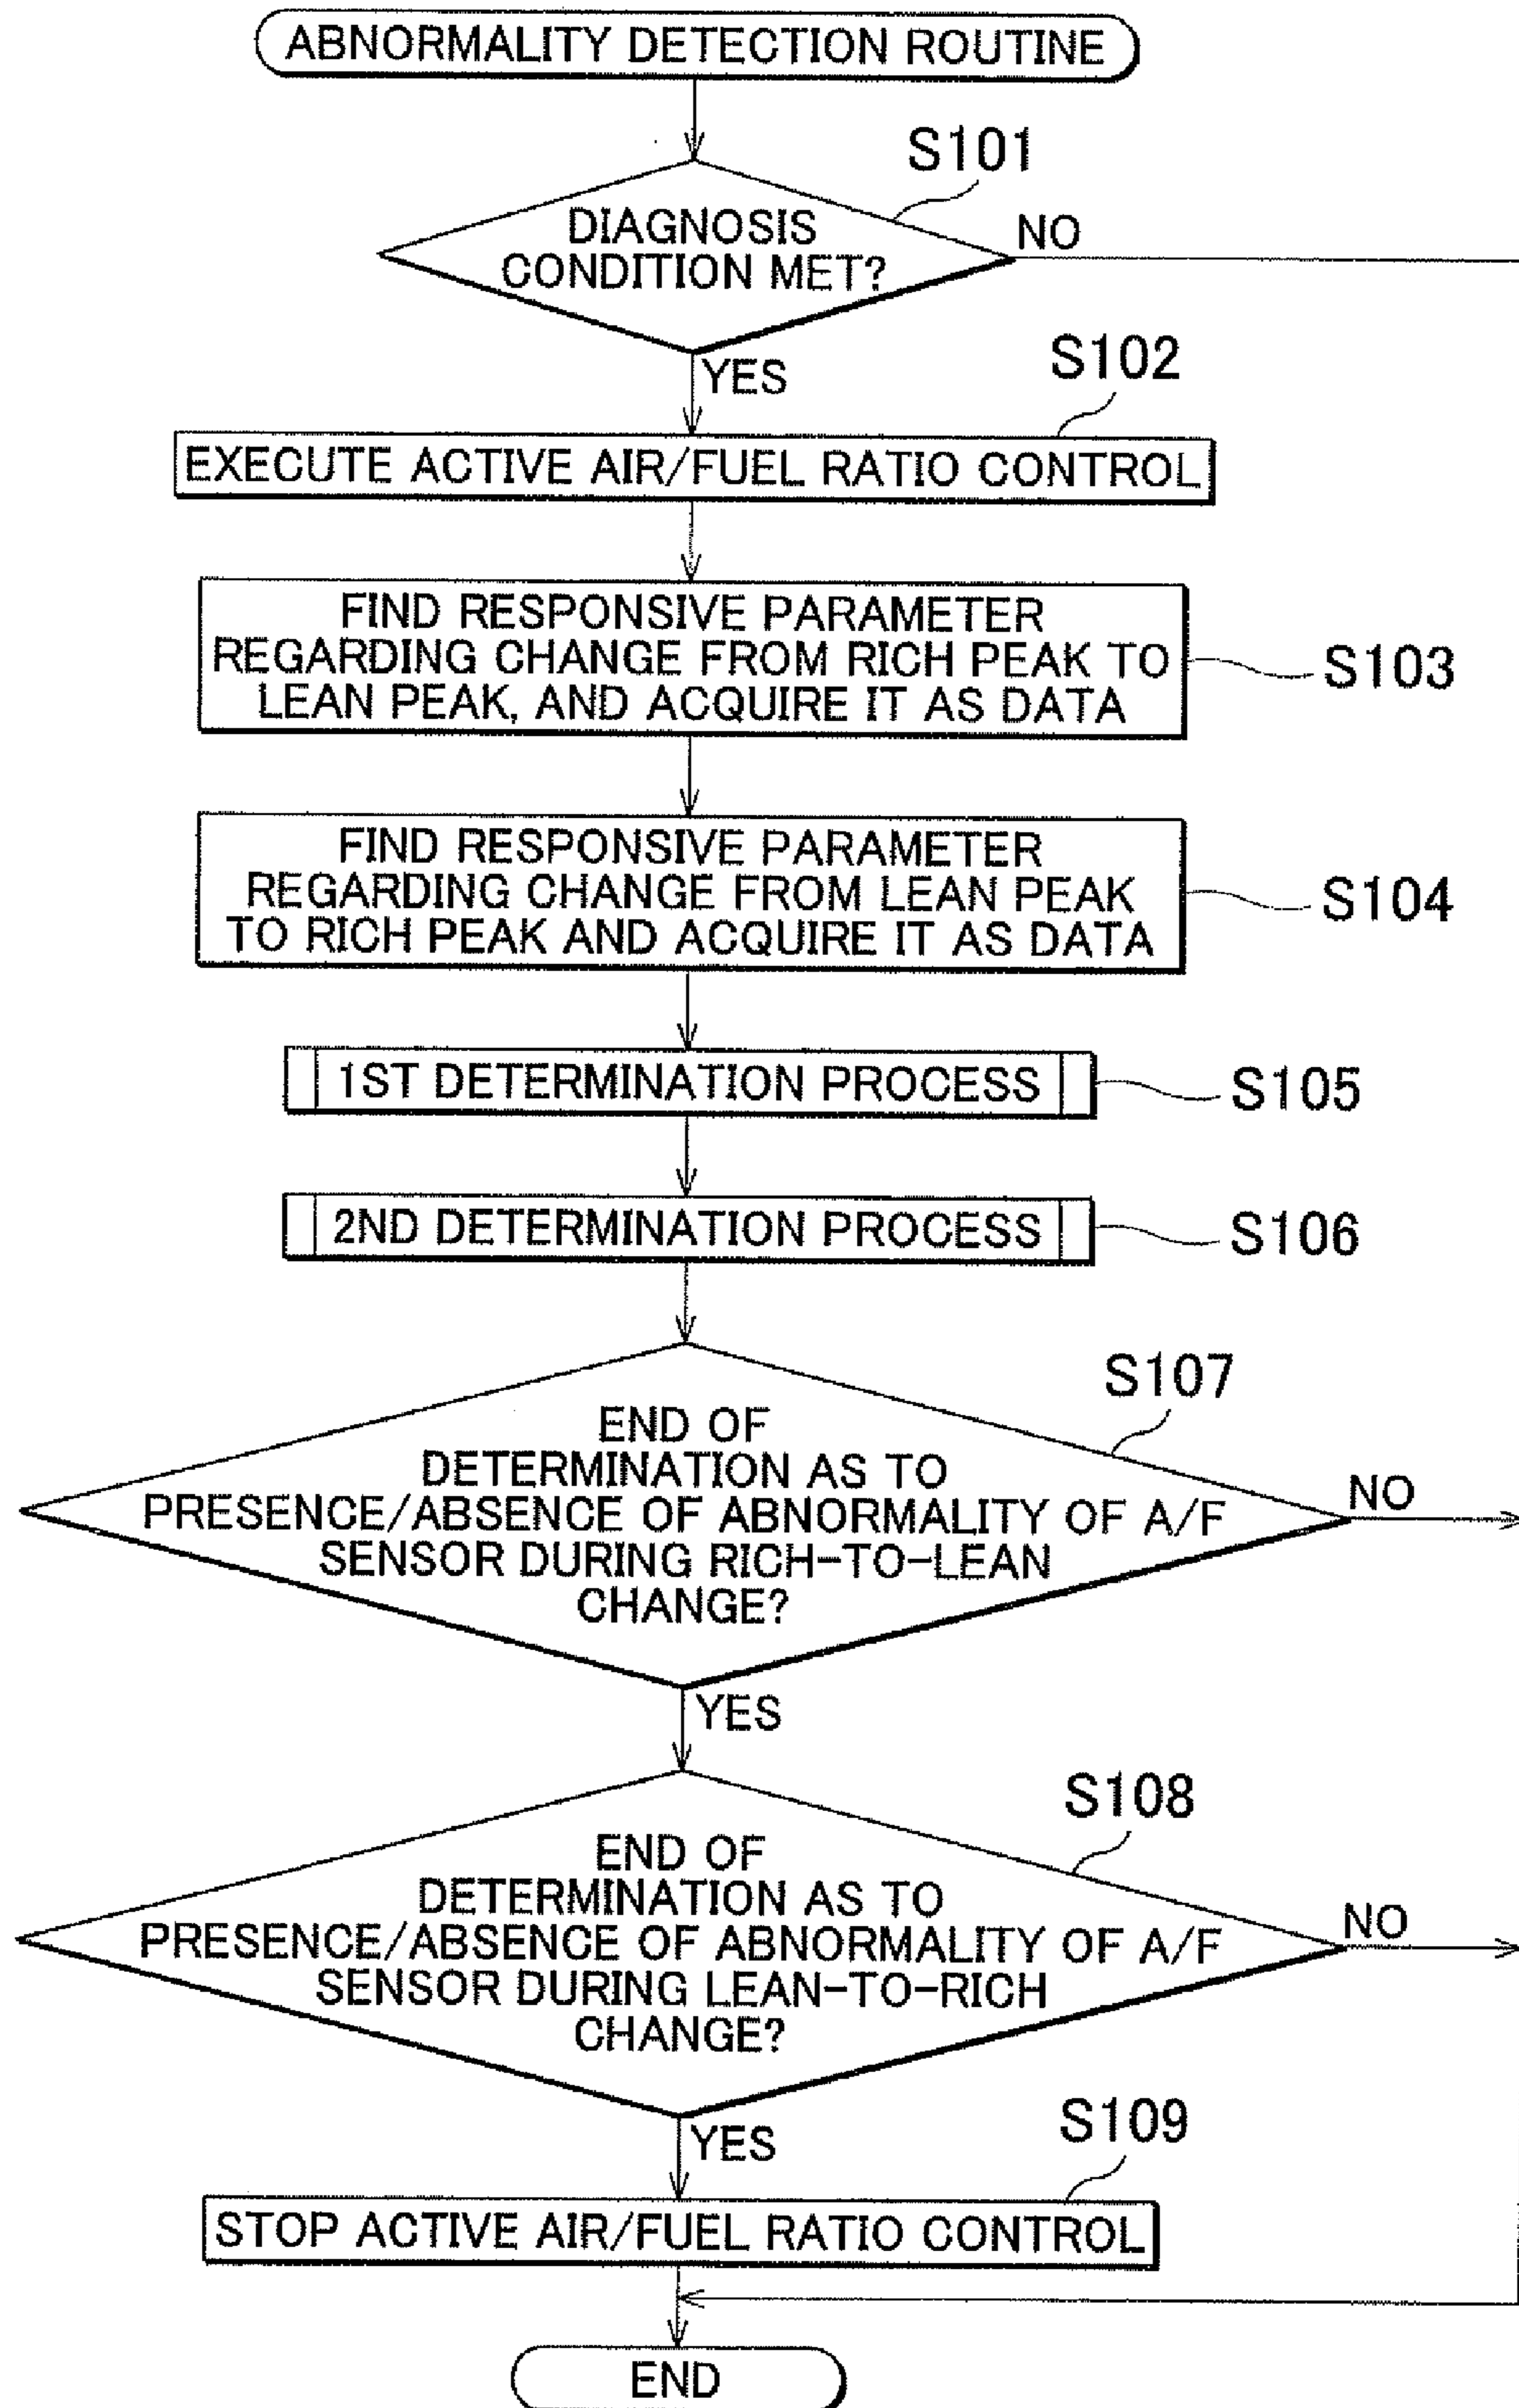 ABNORMALITY DETECTION ROUTINE
S101
DIAGNOSIS
CONDITION MET?
NO
YES
S102
EXECUTE ACTIVE AIR/FUEL RATIO CONTROL
FIND RESPONSIVE PARAMETER
REGARDING CHANGE FROM RICH PEAK TO
LEAN PEAK, AND ACQUIRE IT AS DATA
S103
FIND RESPONSIVE PARAMETER
REGARDING CHANGE FROM LEAN PEAK
TO RICH PEAK AND ACQUIRE IT AS DATA
S104
1ST DETERMINATION PROCESS
S105
2ND DETERMINATION PROCESS
S106
S107
END OF
DETERMINATION AS TO
PRESENCE/ABSENCE OF ABNORMALITY OF A/F
SENSOR DURING RICH-TO-LEAN
CHANGE?
NO
YES
S108
END OF
DETERMINATION AS TO
PRESENCE/ABSENCE OF ABNORMALITY OF A/F
SENSOR DURING LEAN-TO-RICH
CHANGE?
NO
YES
S109
STOP ACTIVE AIR/FUEL RATIO CONTROL
END